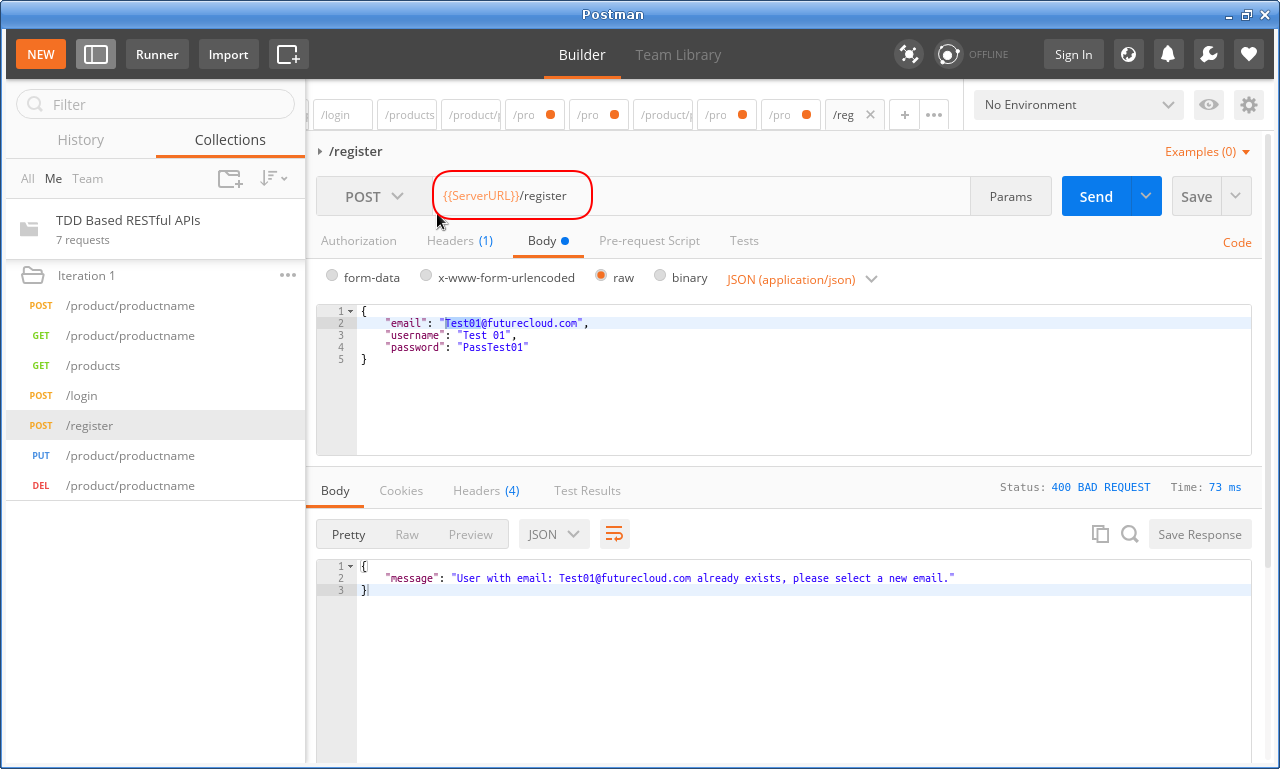 Postman
NEW Runner Import Builder Team Library OFFLINE Sign In
Filter
History Collections
All Me Team
TDD Based RESTful APIs
7 requests
Iteration 1
POST /product/productname
GET /product/productname
GET /products
POST /login
POST /register
PUT /product/productname
DEL /product/productname
/login /products /product/p /pro /pro /product/p /pro /pro /reg No Environment
/register Examples (0)
POST {{ServerURL}}/register Params Send Save
Authorization Headers (1) Body Pre-request Script Tests Code
form-data x-www-form-urlencoded raw binary JSON (application/json)
1 {
2 "email": "Test01@futurecloud.com",
3 "username": "Test 01",
4 "password": "PassTest01"
5 }
Body Cookies Headers (4) Test Results Status: 400 BAD REQUEST Time: 73 ms
Pretty Raw Preview JSON Save Response
1 {
2 "message": "User with email: Test01@futurecloud.com already exists, please select a new email."
3 }